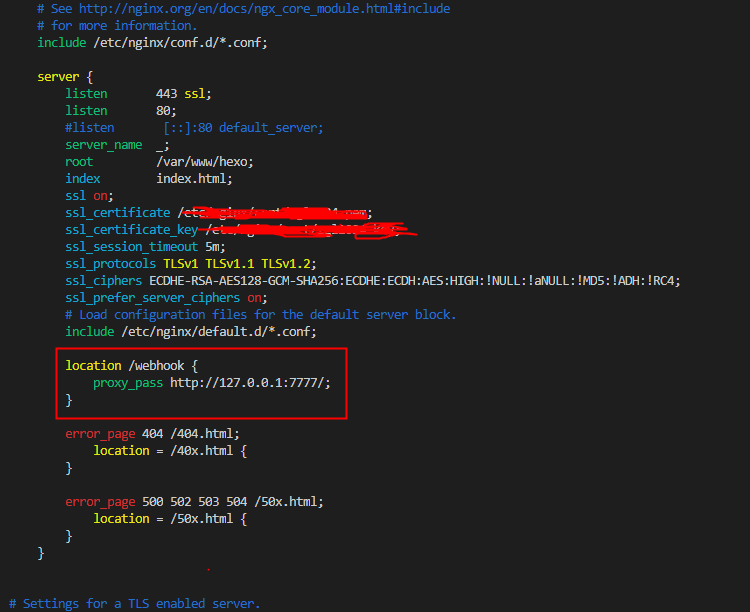 # See http://nginx.org/en/docs/ngx_core_module.html#include
# for more information.
include /etc/nginx/conf.d/*.conf;
server {
listen 443 ssl;
listen 80;
#listen [::]:80 default_server;
server_name _;
root /var/www/hexo;
index index.html;
ssl on;
ssl_certificate
ssl_certificate_key
ssl_session_timeout 5m;
ssl_protocols TLSv1 TLSv1.1 TLSv1.2;
ssl_ciphers ECDHE-RSA-AES128-GCM-SHA256:ECDHE:ECDH:AES:HIGH:!NULL:!aNULL:!MD5:!ADH:!RC4;
ssl_prefer_server_ciphers on;
# Load configuration files for the default server block.
include /etc/nginx/default.d/*.conf;
location /webhook {
proxy_pass http://127.0.0.1:7777/;
}
error_page 404 /404.html;
location = /40x.html {
}
error_page 500 502 503 504 /50x.html;
location = /50x.html {
}
}
# Settings for a TLS enabled server.